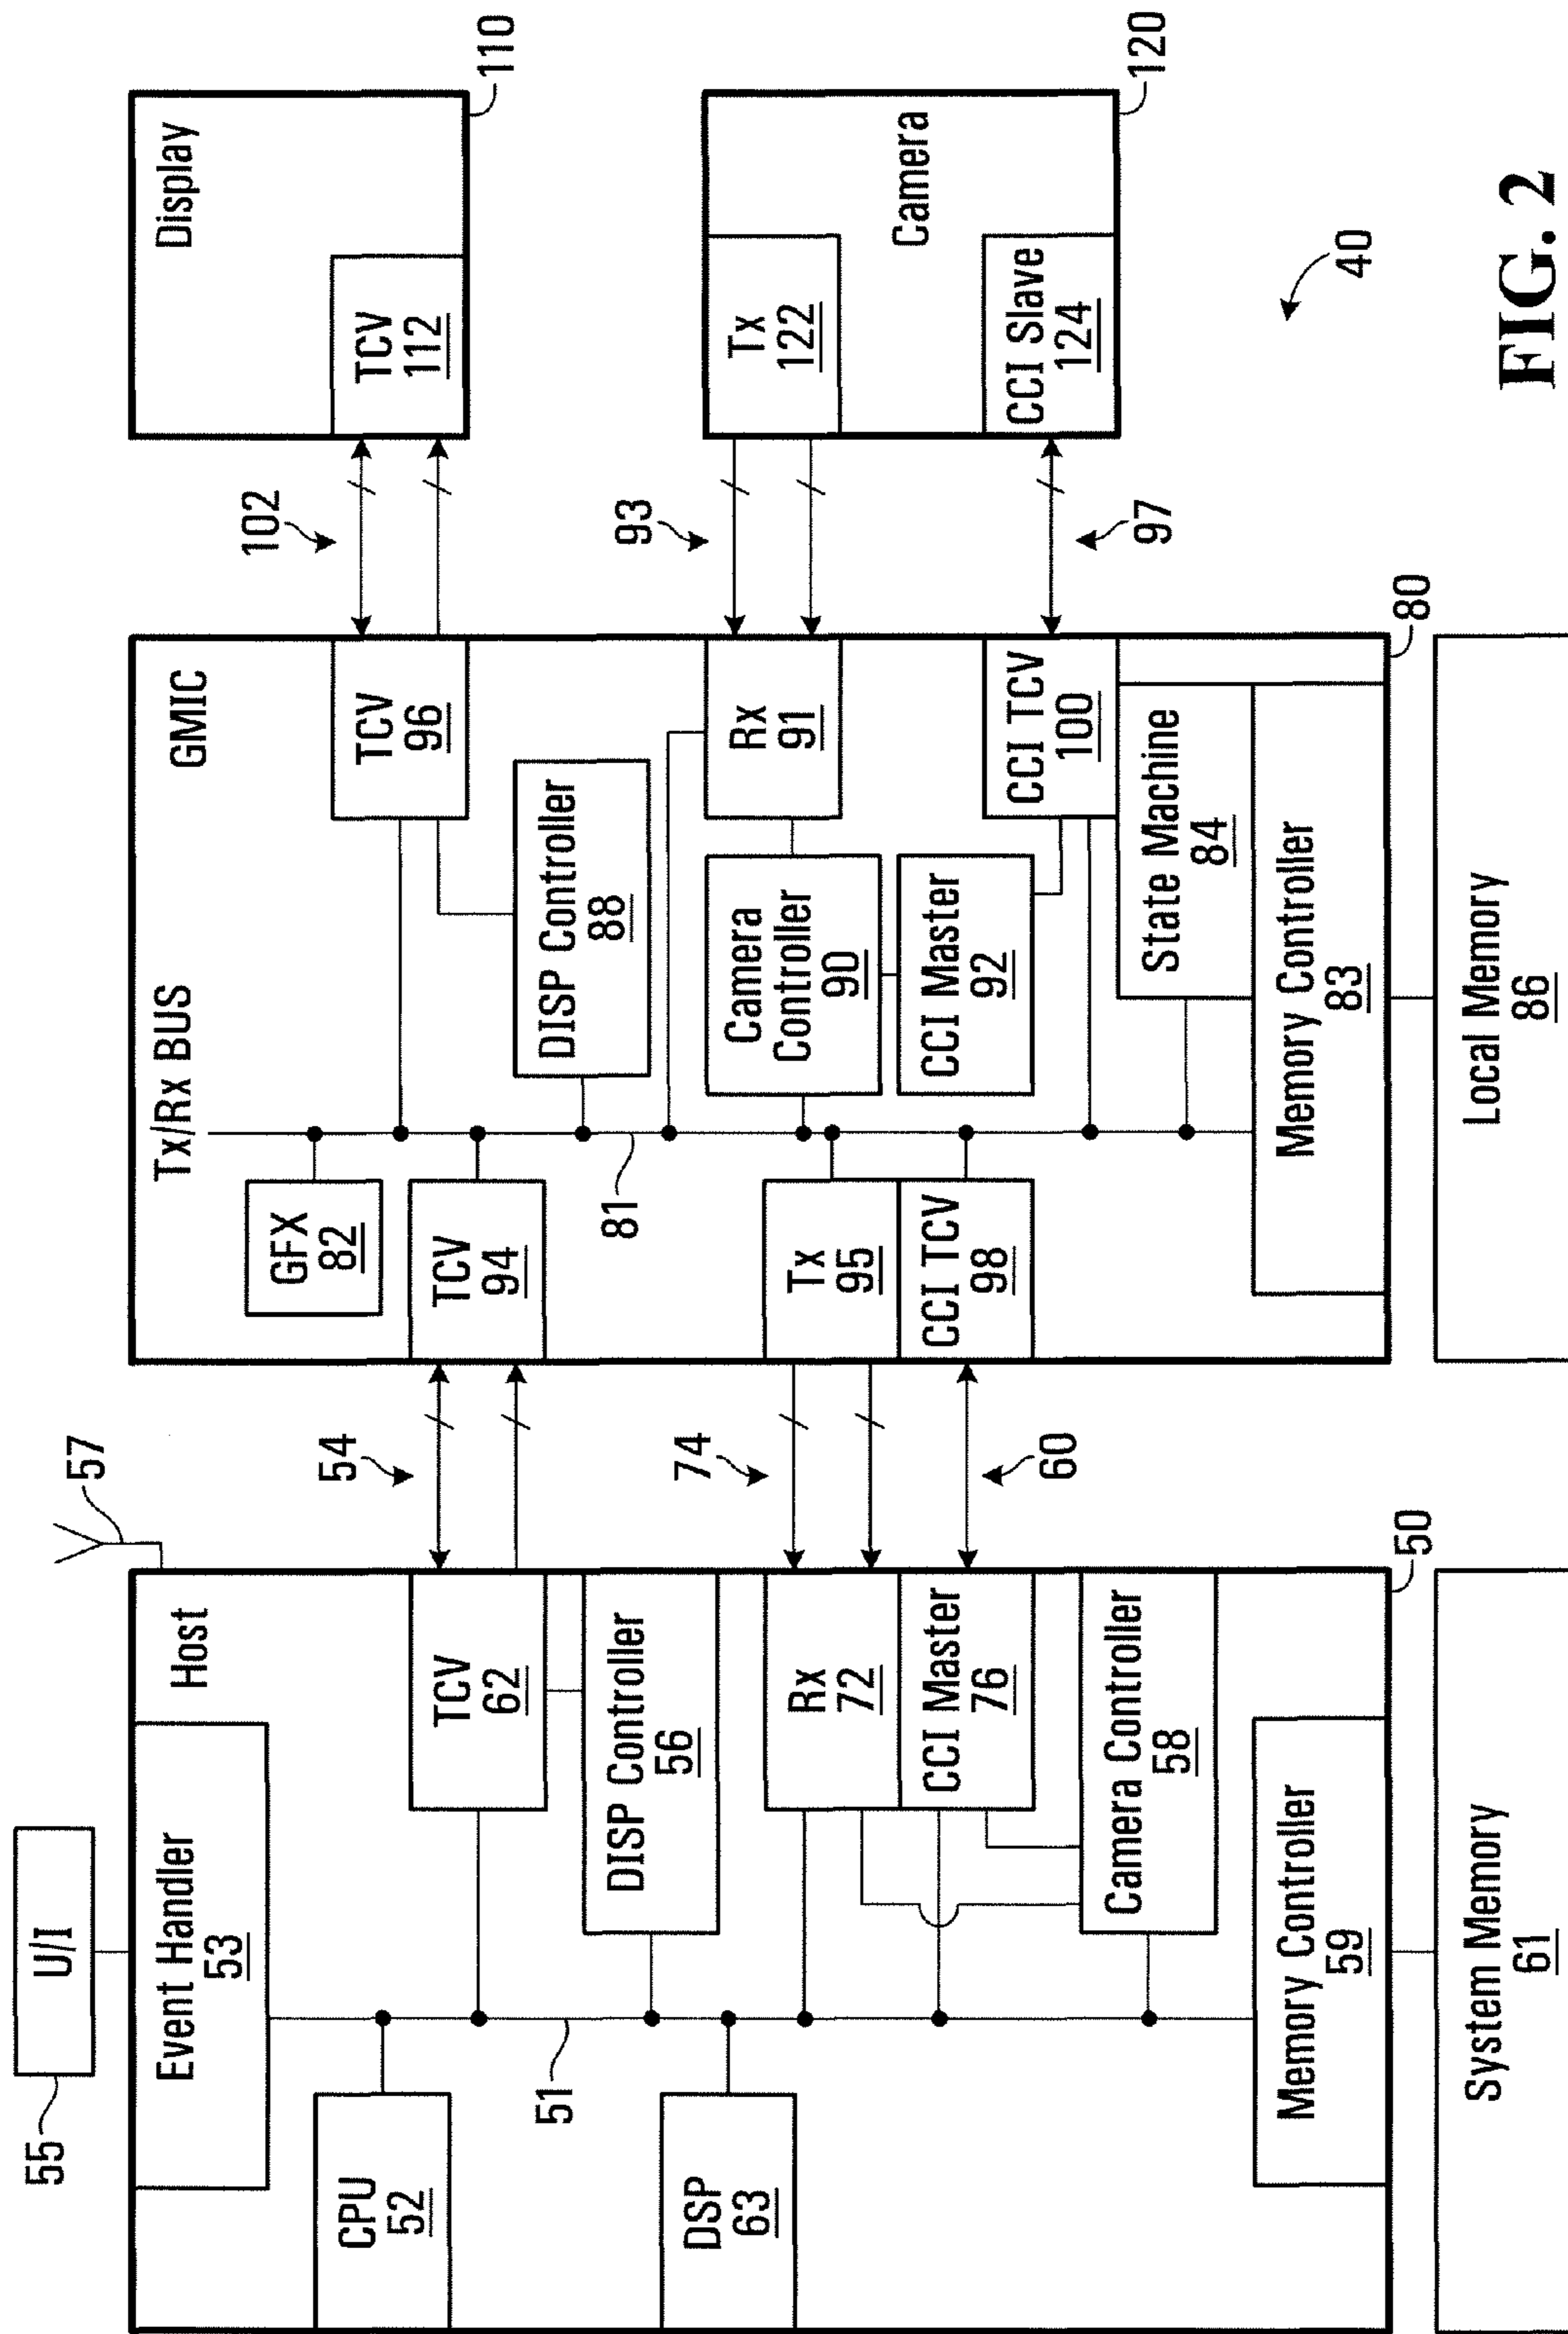 55
U/I
57
Host
Event Handler
53
CPU
52
51
DSP
63
TCV
62
DISP Controller
56
Rx
72
CCI Master
76
Camera Controller
58
Memory Controller
59
50
System Memory
61
54
74
60
Tx/Rx BUS
GMIC
GFX
82
TCV
94
81
Tx
95
CCI TCV
98
TCV
96
DISP Controller
88
Rx
91
Camera
Controller
90
CCI Master
92
CCI TCV
100
State Machine
84
Memory Controller
83
80
Local Memory
86
102
93
97
Display
TCV
112
110
Tx
122
Camera
CCI Slave
124
120
40
FIG. 2